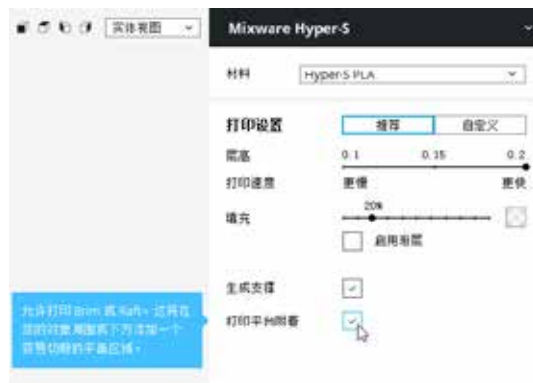 实体视图
Mixware Hyper-S
材料 Hyper-S PLA
打印设置 推荐 自定义
层高 0.1 0.15 0.2
打印速度 更慢 更快
20%
填充
启用渐层
生成支撑
打印平台附着
允许打印 Brim 或 Raft。这将在
您的对象周围或下方添加一个
容易切断的平面区域。